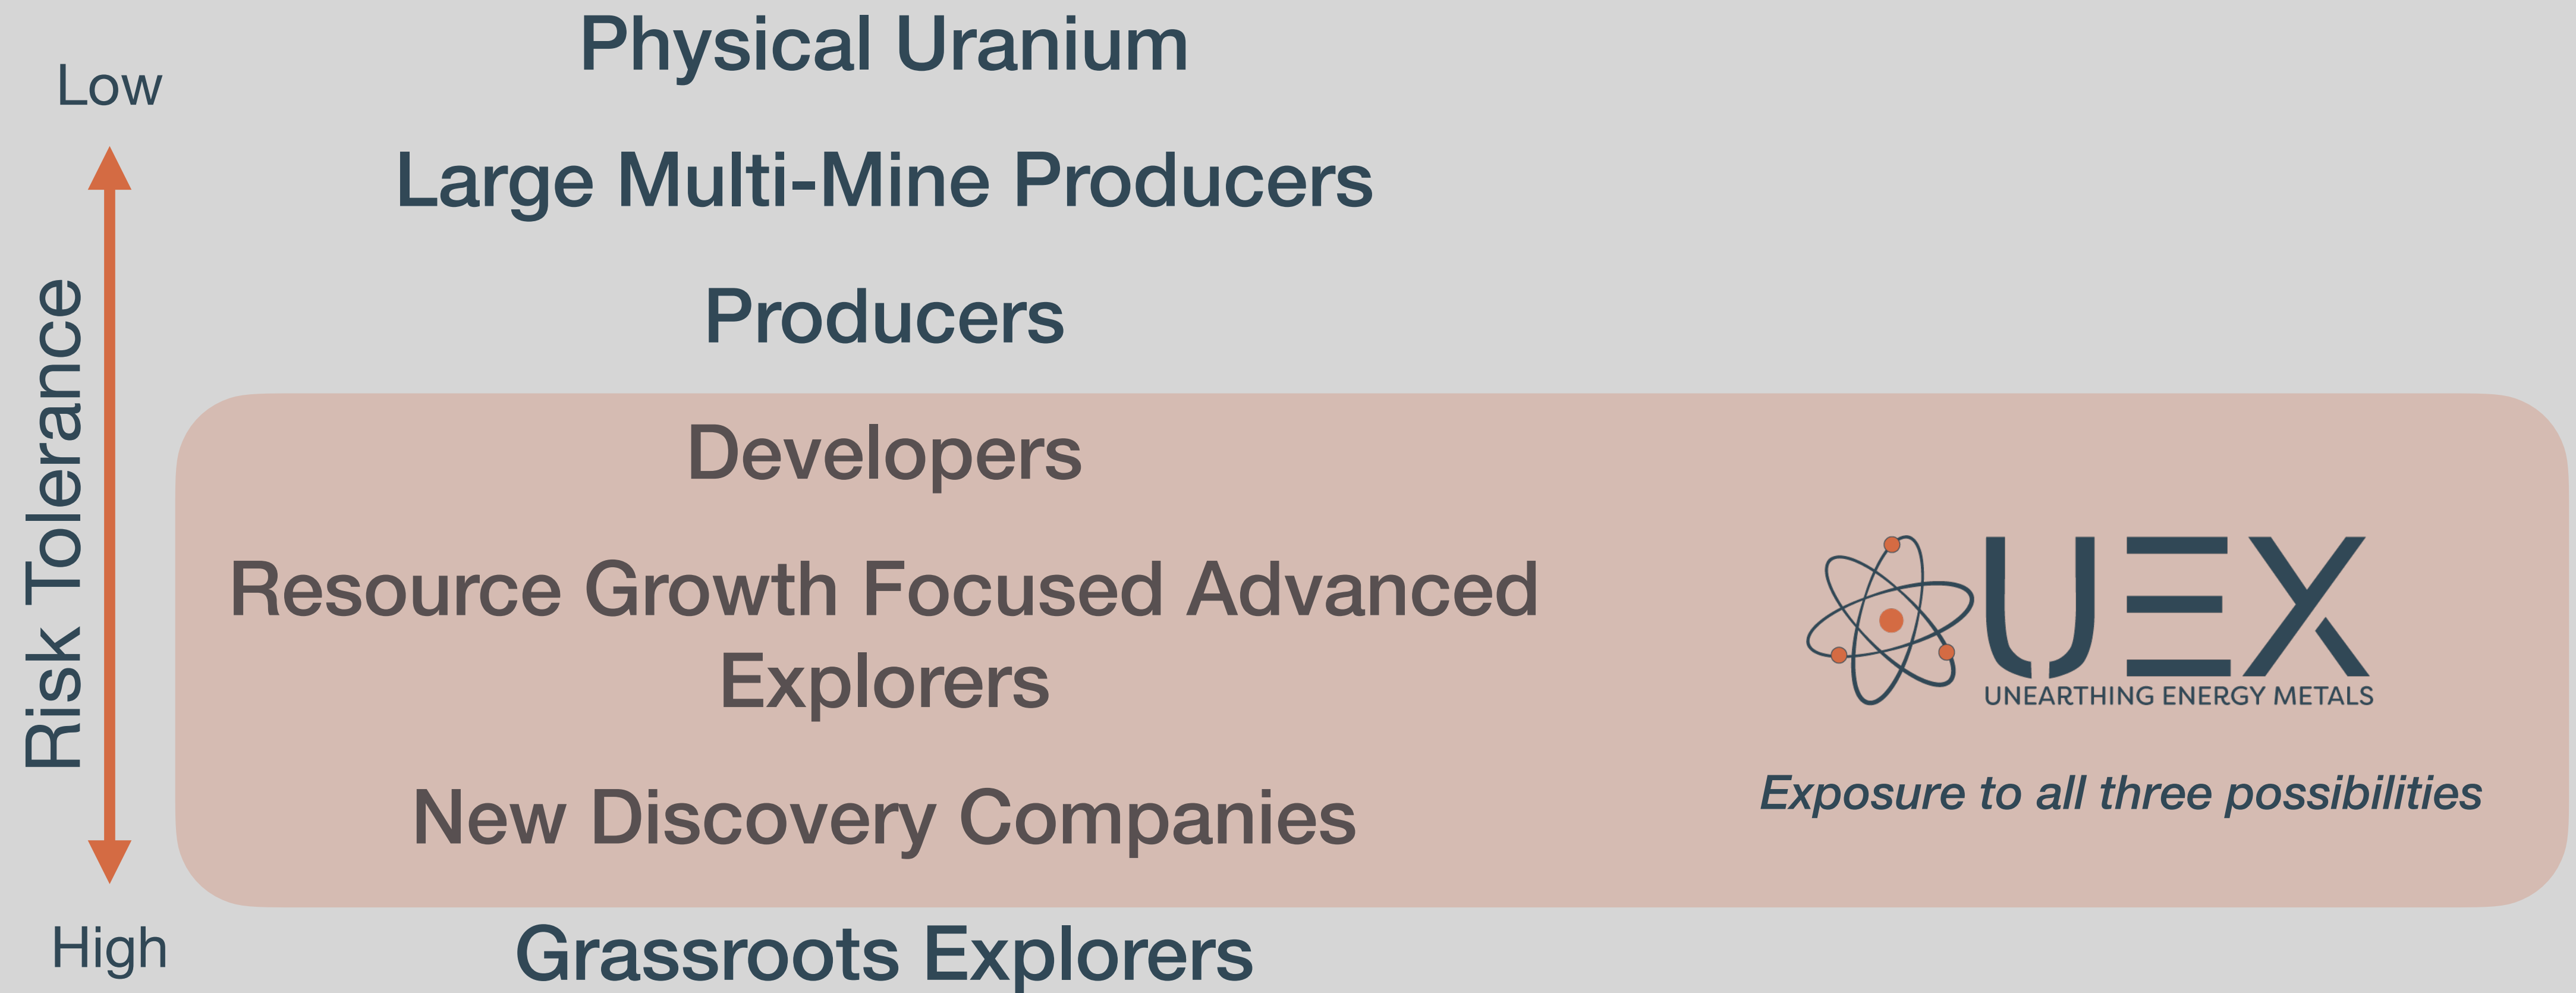 Physical Uranium
Low
Large Multi-Mine Producers
Producers
Risk Tolerance
Developers
Resource Growth Focused Advanced
Explorers
UEX
UNEARTHING ENERGY METALS
Exposure to all three possibilities
New Discovery Companies
High
Grassroots Explorers